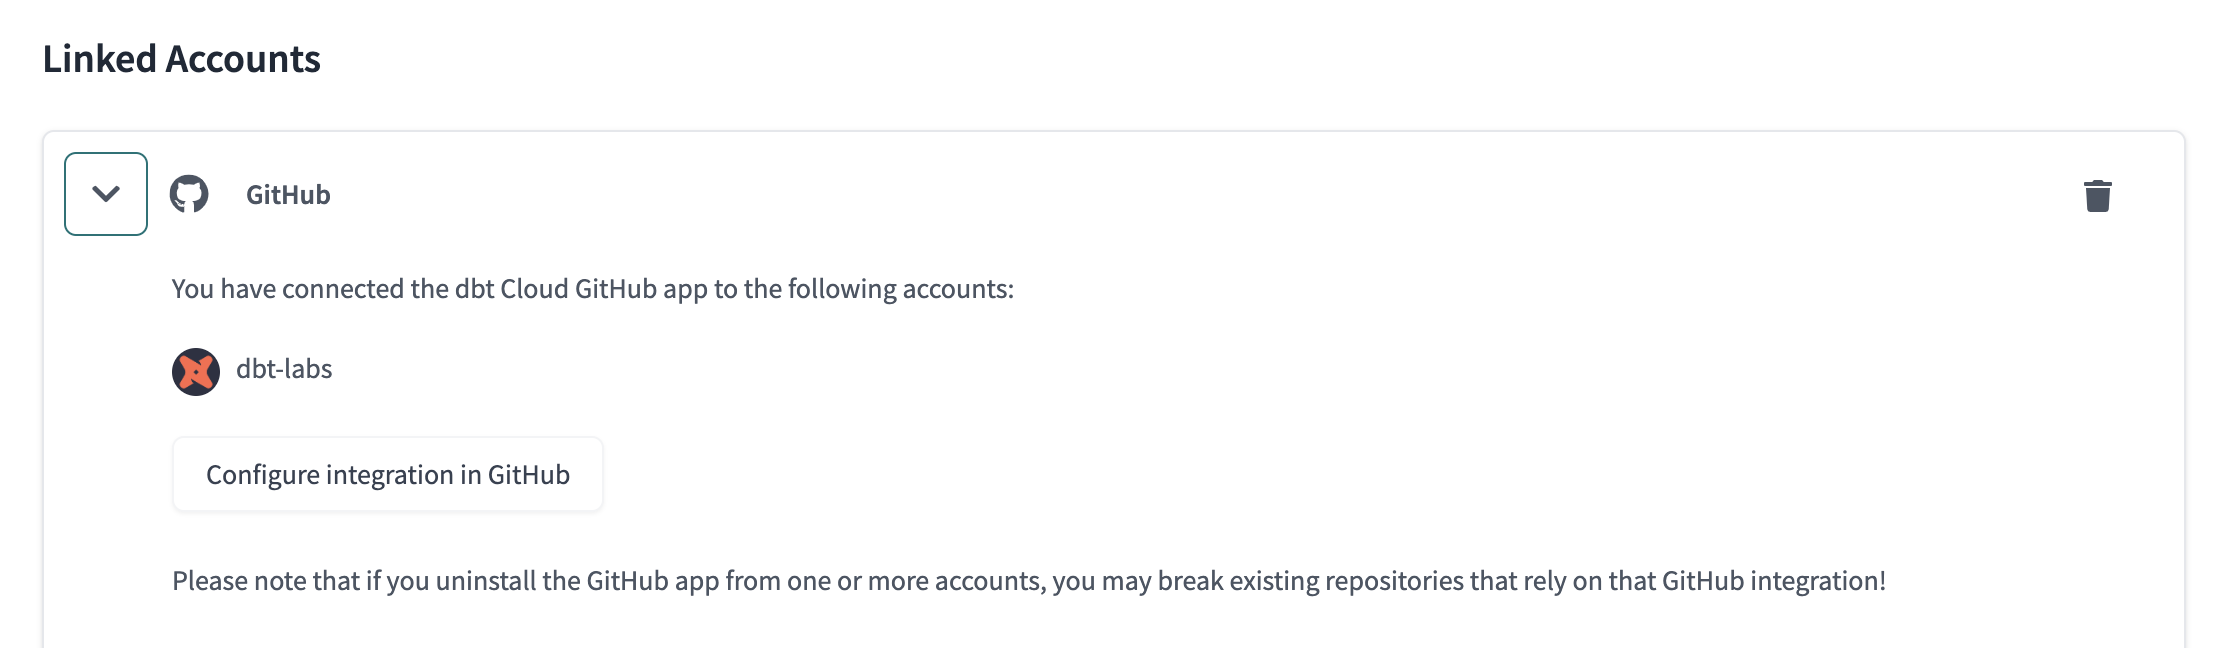 Linked Accounts
GitHub
You have connected the dbt Cloud GitHub app to the following accounts:
dbt-labs
Configure integration in GitHub
Please note that if you uninstall the GitHub app from one or more accounts, you may break existing repositories that rely on that GitHub integration!